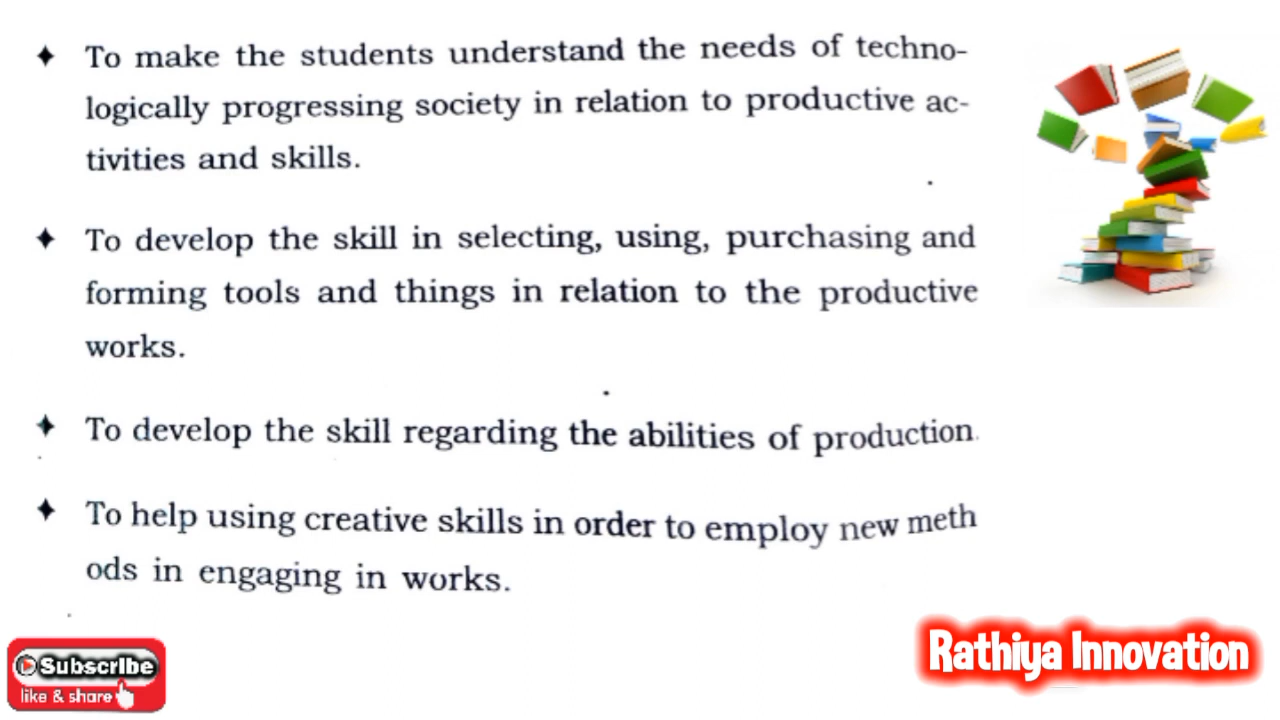 ✦ To make the students understand the needs of techno-
logically progressing society in relation to productive ac-
tivities and skills.
✦ To develop the skill in selecting, using, purchasing and
forming tools and things in relation to the productive
works.
✦ To develop the skill regarding the abilities of production.
✦ To help using creative skills in order to employ new meth
ods in engaging in works.
Subscribe
like & share
Rathiya Innovation